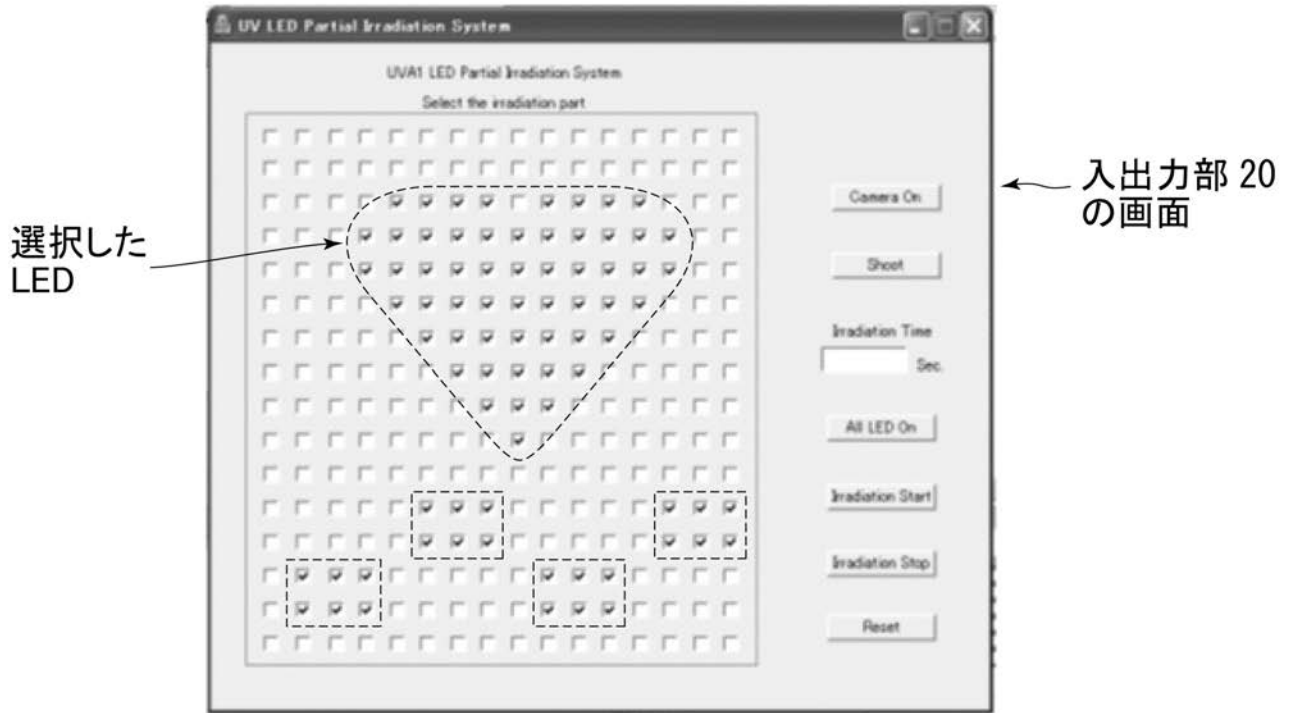 UV LED Partial Irradiation System
UVA1 LED Partial Irradiation System
Select the irradiation part
選択した
LED
入出力部 20
の画面
Camera On
Shoot
Irradiation Time
Sec.
All LED On
Irradiation Start
Irradiation Stop
Reset